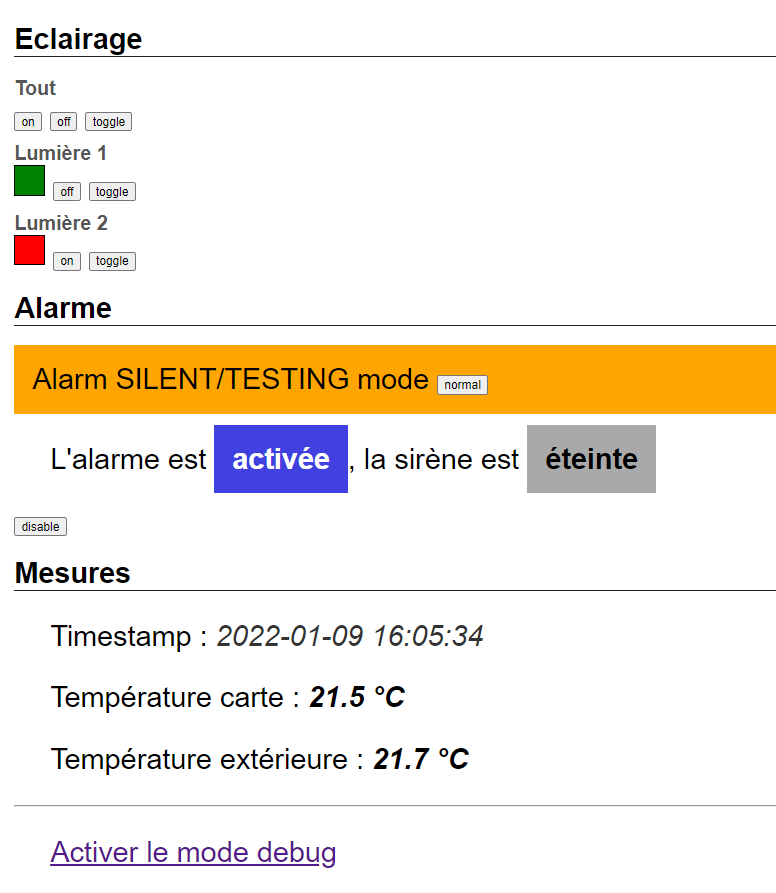 Eclairage
Tout
on off toggle
Lumière 1
off toggle
Lumière 2
on toggle
Alarme
Alarm SILENT/TESTING mode normal
L'alarme est activée, la sirène est éteinte
disable
Mesures
Timestamp : 2022-01-09 16:05:34
Température carte : 21.5 °C
Température extérieure : 21.7 °C
Activer le mode debug